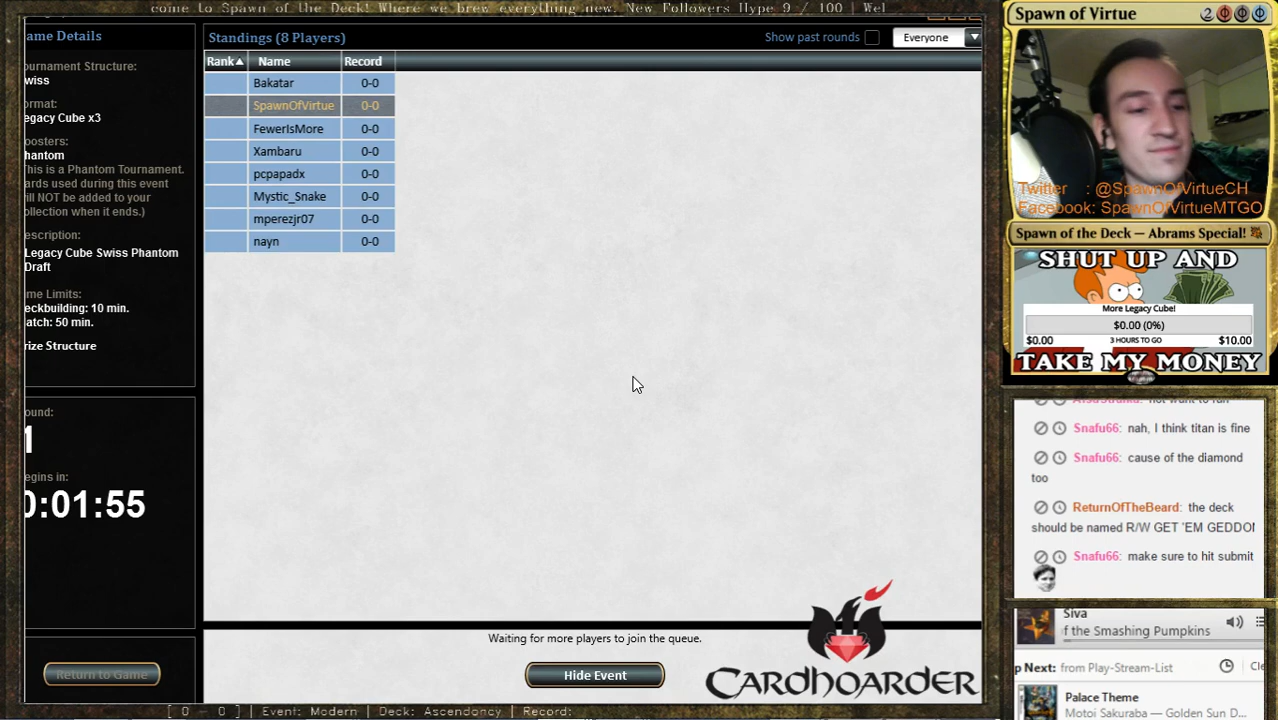 come to Spawn of the Deck! Where we brew everything new. New Followers Hype 9 / 100 | Wel
ame Details
ournament Structure:
wiss
ormat:
egacy Cube x3
oosters:
hantom
This is a Phantom Tournament.
ards used during this event
ill NOT be added to your
ollection when it ends.)
escription:
Legacy Cube Swiss Phantom
Draft
me Limits:
eckbuilding: 10 min.
atch: 50 min.
rize Structure
ound:
1
egins in:
0:01:55
Return to Game
Standings (8 Players)
Show past rounds
Everyone
Rank Name Record
Bakatar 0-0
SpawnOfVirtue 0-0
FewerIsMore 0-0
Xambaru 0-0
pcpapadx 0-0
Mystic_Snake 0-0
mperezjr07 0-0
nayn 0-0
Waiting for more players to join the queue.
Hide Event
CARDHOARDER
[ 0 – 0 ] | Event: Modern | Deck: Ascendancy | Record:
Spawn of Virtue 2
Twitter : @SpawnOfVirtueCH
Facebook: SpawnOfVirtueMTGO
Spawn of the Deck — Abrams Special!
SHUT UP AND
More Legacy Cube!
$0.00 (0%)
$0.00 3 HOURS TO GO $10.00
TAKE MY MONEY
Snafu66: nah, I think titan is fine
Snafu66: cause of the diamond
too
ReturnOfTheBeard: the deck
should be named R/W GET 'EM GEDDON
Snafu66: make sure to hit submit
Siva
f the Smashing Pumpkins
p Next: from Play-Stream-List
Cle
Palace Theme
Motoi Sakuraba — Golden Sun D...